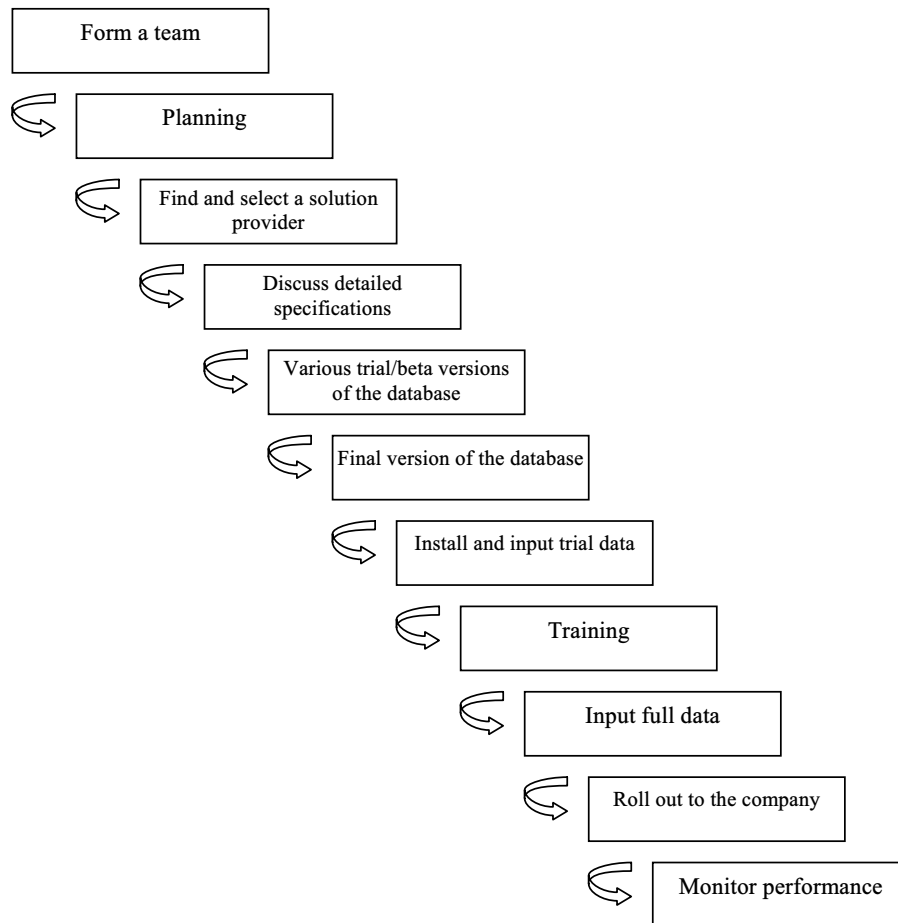 Form a team
Planning
Find and select a solution
provider
Discuss detailed
specifications
Various trial/beta versions
of the database
Final version of the database
Install and input trial data
Training
Input full data
Roll out to the company
Monitor performance